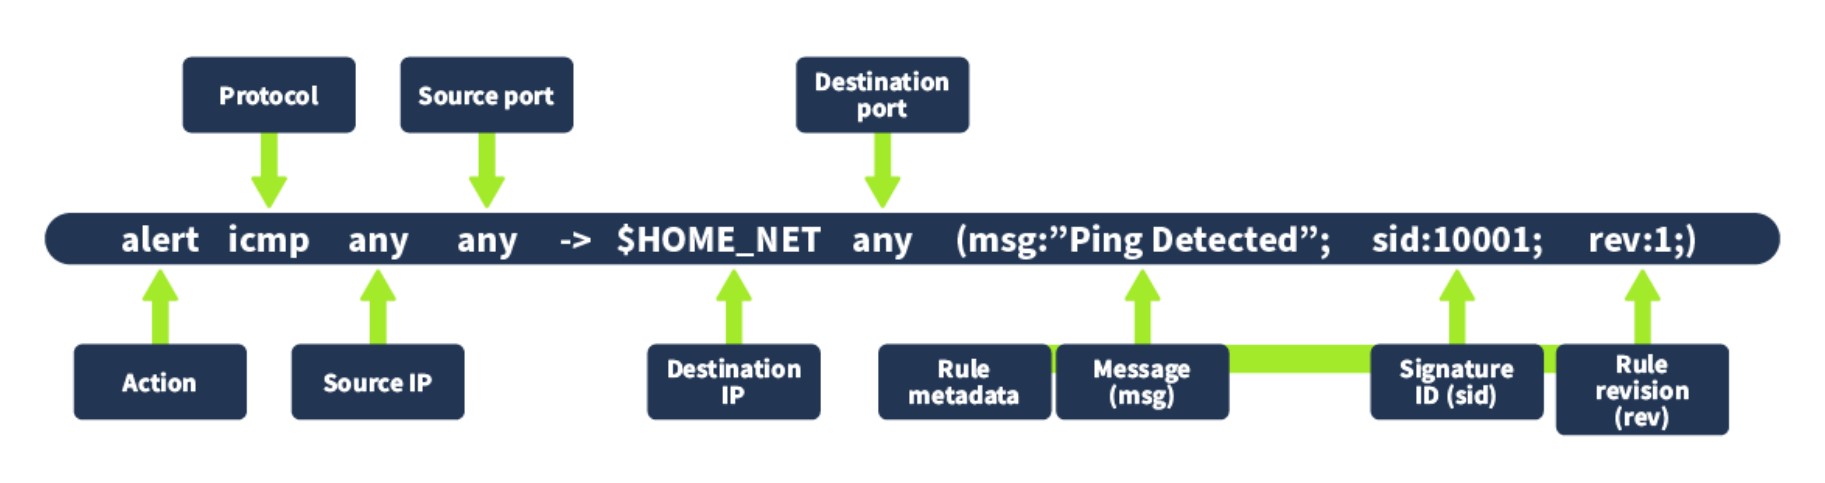 Protocol
Source port
Destination
port
alert icmp any any -> $HOME_NET any (msg:”Ping Detected”; sid:10001; rev:1;)
Action
Source IP
Destination
IP
Rule
metadata
Message
(msg)
Signature
ID (sid)
Rule
revision
(rev)